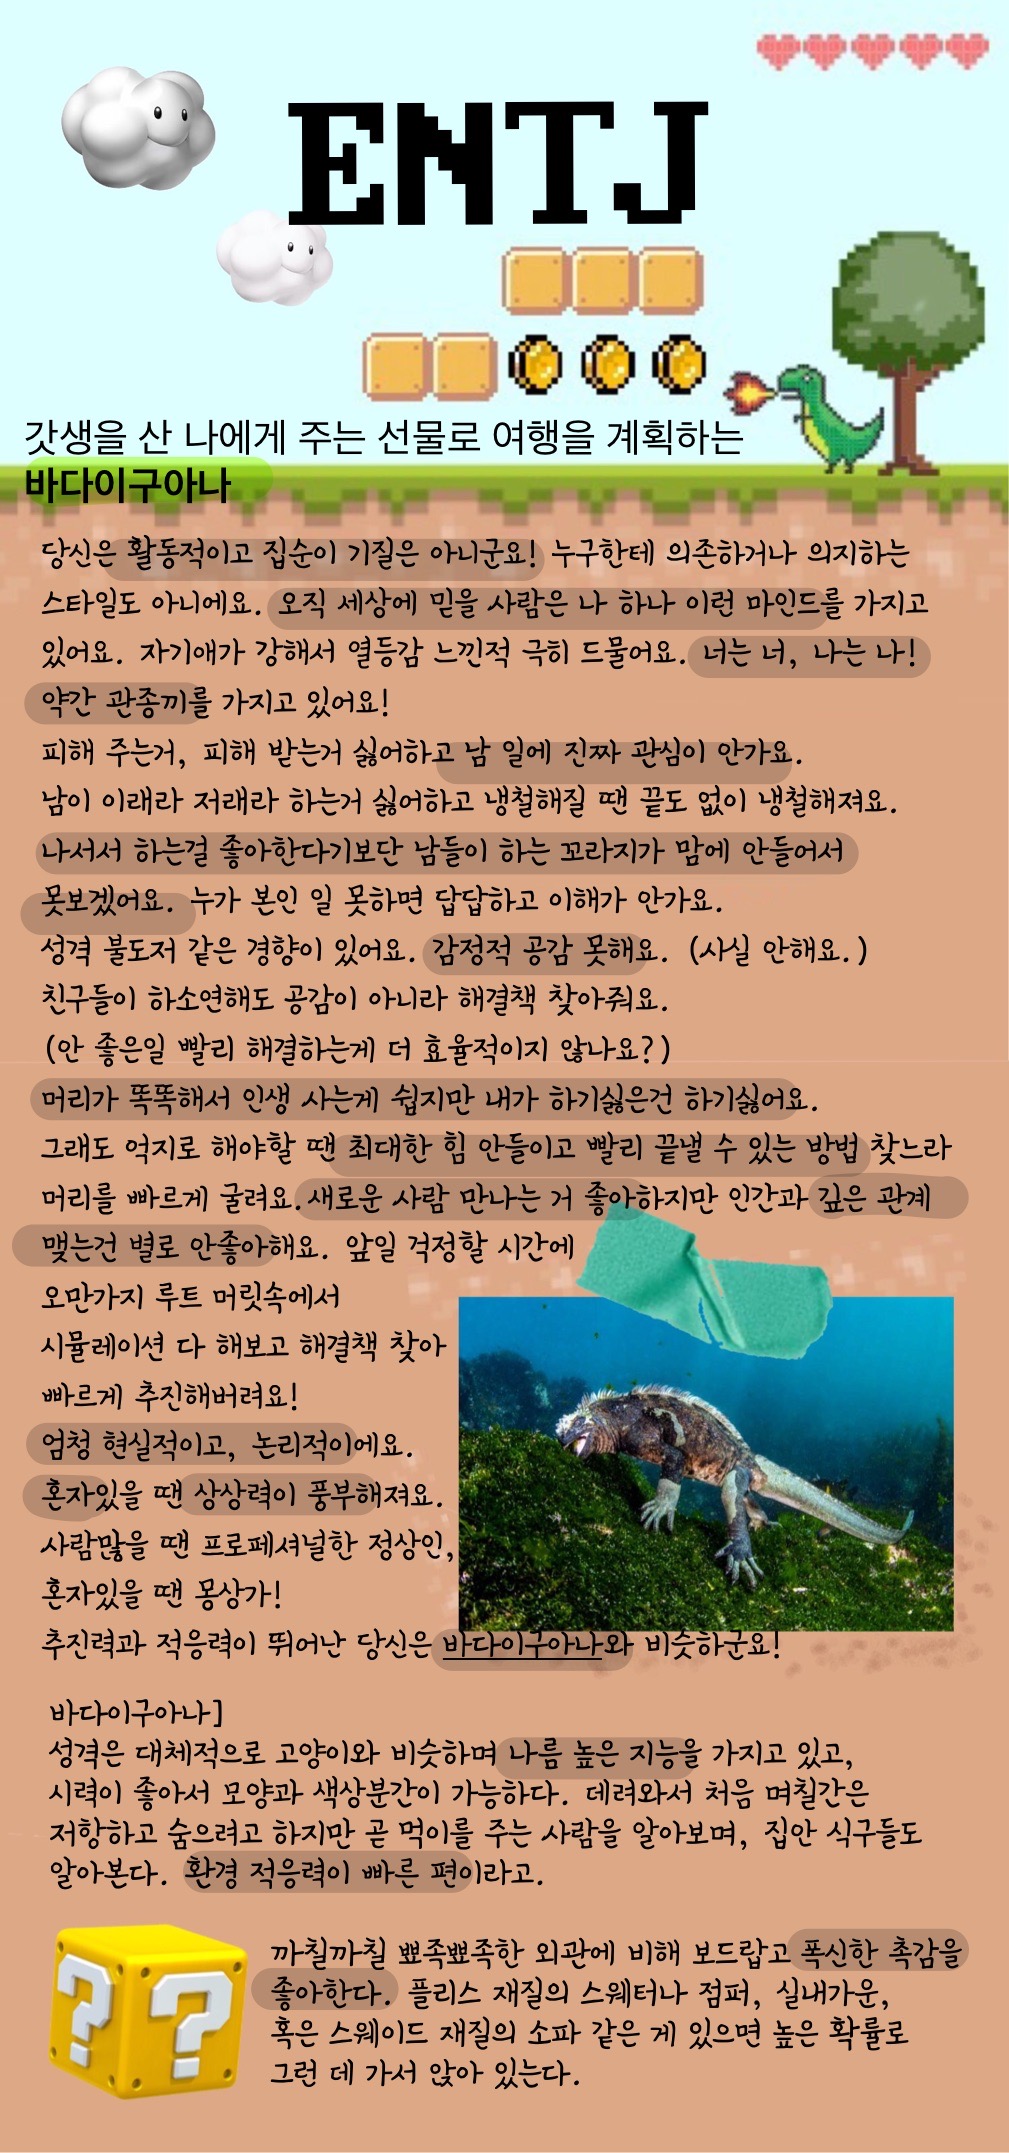 ENTJ
갓생을 산 나에게 주는 선물로 여행을 계획하는
바다이구아나
당신은 활동적이고 집순이 기질은 아니군요! 누구한테 의존하거나 의지하는
스타일도 아니에요. 오직 세상에 믿을 사람은 나 하나 이런 마인드를 가지고
있어요. 자기애가 강해서 열등감 느낀적 극히 드물어요. 너는 너, 나는 나!
약간 관종끼를 가지고 있어요!
피해 주는거, 피해 받는거 싫어하고 남 일에 진짜 관심이 안가요.
남이 이래라 저래라 하는거 싫어하고 냉철해질 땐 끝도 없이 냉철해져요.
나서서 하는걸 좋아한다기보단 남들이 하는 꼬라지가 맘에 안들어서
못보겠어요. 누가 본인 일 못하면 답답하고 이해가 안가요.
성격 불도저 같은 경향이 있어요. 감정적 공감 못해요. (사실 안해요.)
친구들이 하소연해도 공감이 아니라 해결책 찾아줘요.
(안 좋은일 빨리 해결하는게 더 효율적이지 않나요?)
머리가 똑똑해서 인생 사는게 쉽지만 내가 하기싫은건 하기싫어요.
그래도 억지로 해야할 땐 최대한 힘 안들이고 빨리 끝낼 수 있는 방법 찾느라
머리를 빠르게 굴려요. 새로운 사람 만나는 거 좋아하지만 인간과 깊은 관계
맺는건 별로 안좋아해요. 앞일 걱정할 시간에
오만가지 루트 머릿속에서
시뮬레이션 다 해보고 해결책 찾아
빠르게 추진해버려요!
엄청 현실적이고, 논리적이에요.
혼자있을 땐 상상력이 풍부해져요.
사람많을 땐 프로페셔널한 정상인,
혼자있을 땐 몽상가!
추진력과 적응력이 뛰어난 당신은 바다이구아나와 비슷하군요!
바다이구아나]
성격은 대체적으로 고양이와 비슷하며 나름 높은 지능을 가지고 있고,
시력이 좋아서 모양과 색상분간이 가능하다. 데려와서 처음 며칠간은
저항하고 숨으려고 하지만 곧 먹이를 주는 사람을 알아보며, 집안 식구들도
알아본다. 환경 적응력이 빠른 편이라고.
까칠까칠 뾰족뾰족한 외관에 비해 보드랍고 폭신한 촉감을
좋아한다. 플리스 재질의 스웨터나 점퍼, 실내가운,
혹은 스웨이드 재질의 소파 같은 게 있으면 높은 확률로
그런 데 가서 앉아 있는다.
? ?